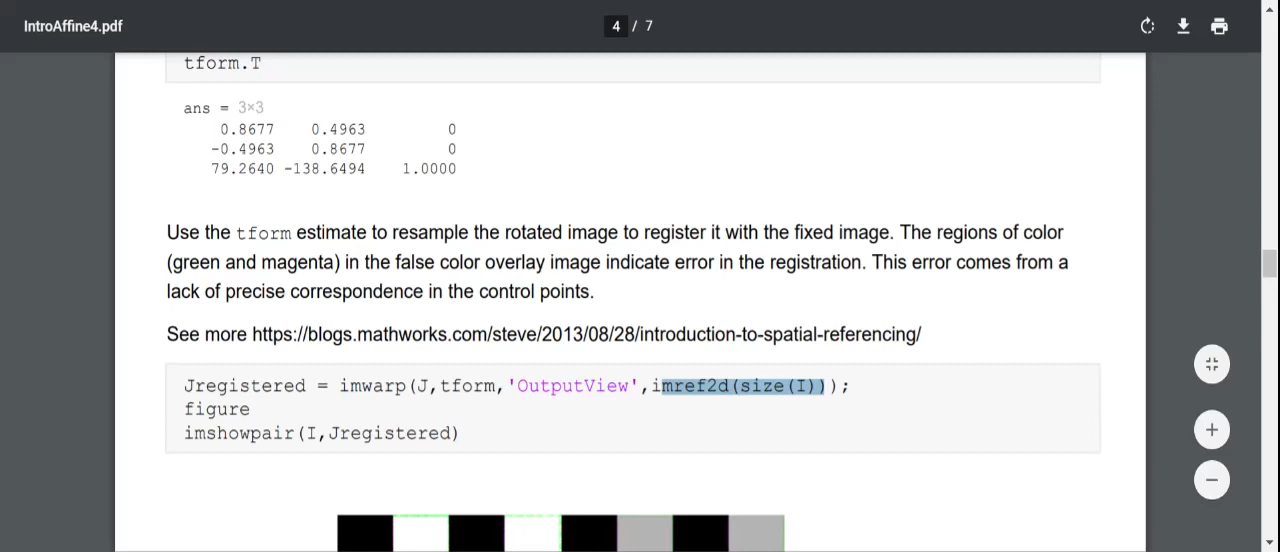 IntroAffine4.pdf
4 / 7
tform.T
ans = 3×3
0.8677 0.4963 0
-0.4963 0.8677 0
79.2640 -138.6494 1.0000
Use the tform estimate to resample the rotated image to register it with the fixed image. The regions of color
(green and magenta) in the false color overlay image indicate error in the registration. This error comes from a
lack of precise correspondence in the control points.
See more https://blogs.mathworks.com/steve/2013/08/28/introduction-to-spatial-referencing/
Jregistered = imwarp(J,tform,'OutputView',imref2d(size(I)));
figure
imshowpair(I,Jregistered)